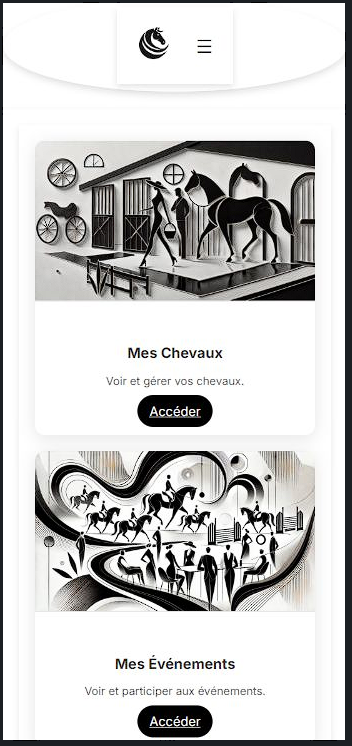 Mes Chevaux
Voir et gérer vos chevaux.
Accéder
Mes Événements
Voir et participer aux événements.
Accéder